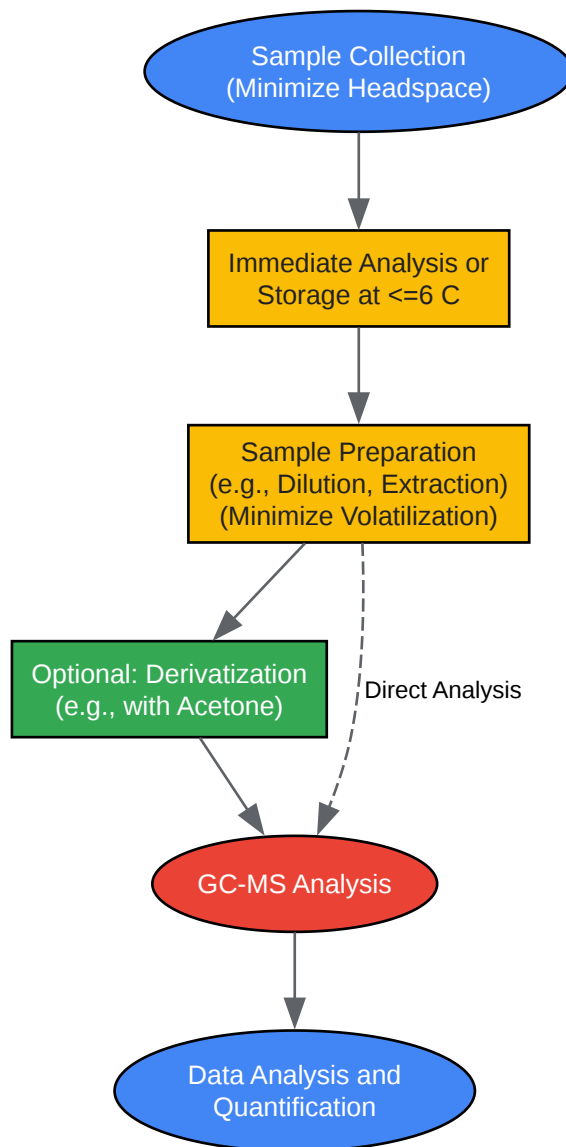 Sample Collection
(Minimize Headspace)
Immediate Analysis or
Storage at <=6 C
Sample Preparation
(e.g., Dilution, Extraction)
(Minimize Volatilization)
Optional: Derivatization
(e.g., with Acetone)
Direct Analysis
GC-MS Analysis
Data Analysis and
Quantification